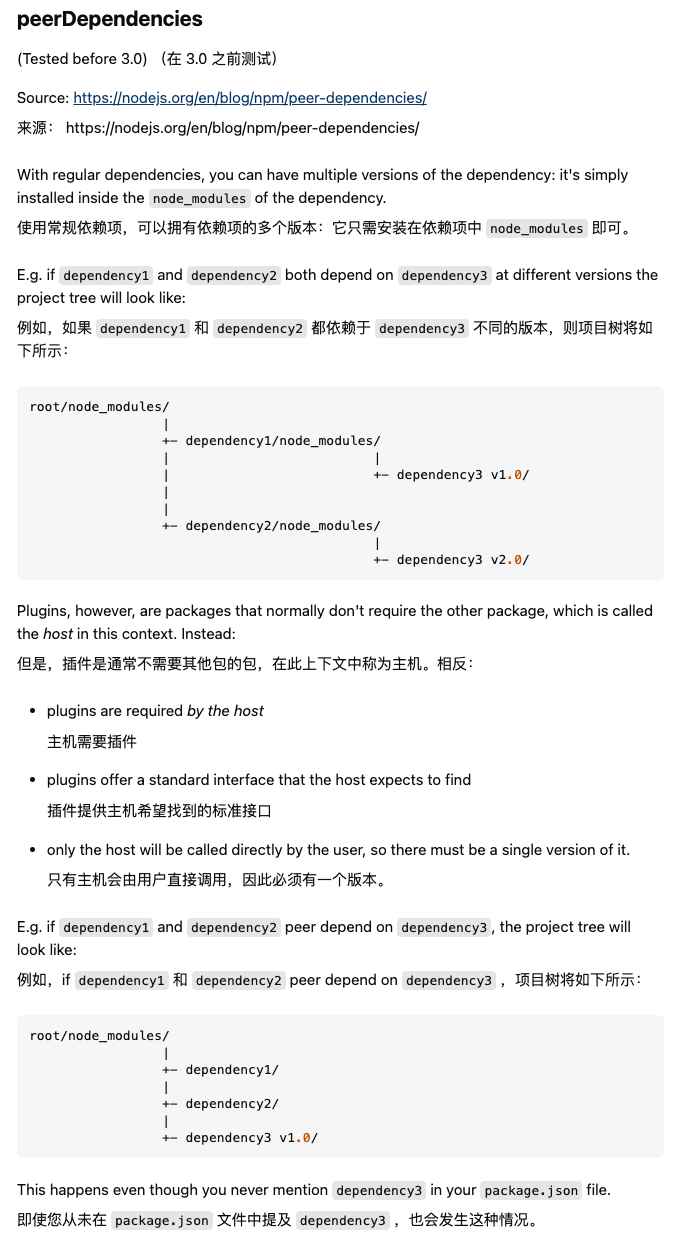 peerDependencies
(Tested before 3.0) （在 3.0 之前测试）
Source: https://nodejs.org/en/blog/npm/peer-dependencies/
来源： https://nodejs.org/en/blog/npm/peer-dependencies/
With regular dependencies, you can have multiple versions of the dependency: it's simply
installed inside the node_modules of the dependency.
使用常规依赖项，可以拥有依赖项的多个版本：它只需安装在依赖项中 node_modules 即可。
E.g. if dependency1 and dependency2 both depend on dependency3 at different versions the
project tree will look like:
例如，如果 dependency1 和 dependency2 都依赖于 dependency3 不同的版本，则项目树将如
下所示：
root/node_modules/
                 |
                 +- dependency1/node_modules/
                 |                          |
                 |                          +- dependency3 v1.0/
                 |
                 |
                 +- dependency2/node_modules/
                                            |
                                            +- dependency3 v2.0/
Plugins, however, are packages that normally don't require the other package, which is called
the host in this context. Instead:
但是，插件是通常不需要其他包的包，在此上下文中称为主机。相反：
• plugins are required by the host
主机需要插件
• plugins offer a standard interface that the host expects to find
插件提供主机希望找到的标准接口
• only the host will be called directly by the user, so there must be a single version of it.
只有主机会由用户直接调用，因此必须有一个版本。
E.g. if dependency1 and dependency2 peer depend on dependency3, the project tree will
look like:
例如，if dependency1 和 dependency2 peer depend on dependency3 ，项目树将如下所示：
root/node_modules/
                 |
                 +- dependency1/
                 |
                 +- dependency2/
                 |
                 +- dependency3 v1.0/
This happens even though you never mention dependency3 in your package.json file.
即使您从未在 package.json 文件中提及 dependency3 ，也会发生这种情况。